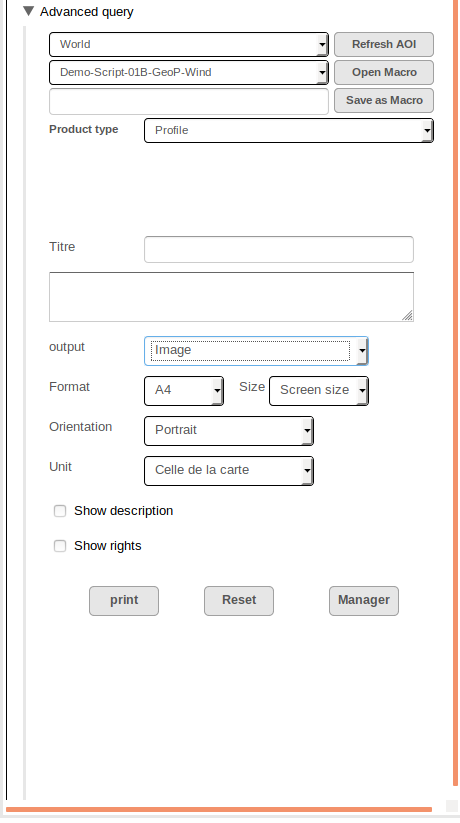 Advanced query
World Refresh AOI
Demo-Script-01B-GeoP-Wind Open Macro
Save as Macro
Product type Profile
Titre
output Image
Format A4 Size Screen size
Orientation Portrait
Unit Celle de la carte
Show description
Show rights
print Reset Manager